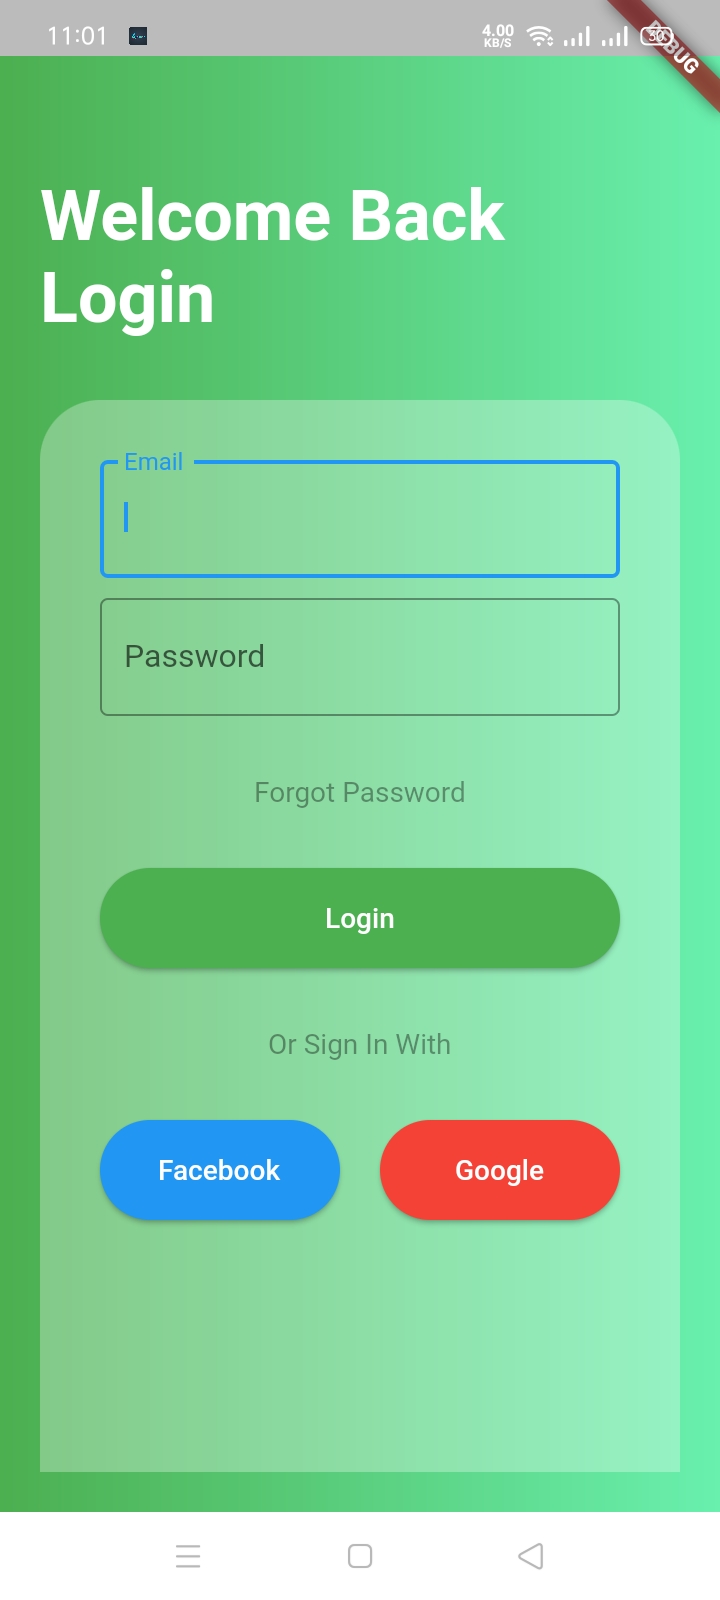 11:01
4.00
KB/S
30
DEBUG
Welcome Back
Login
Email
Password
Forgot Password
Login
Or Sign In With
Facebook
Google